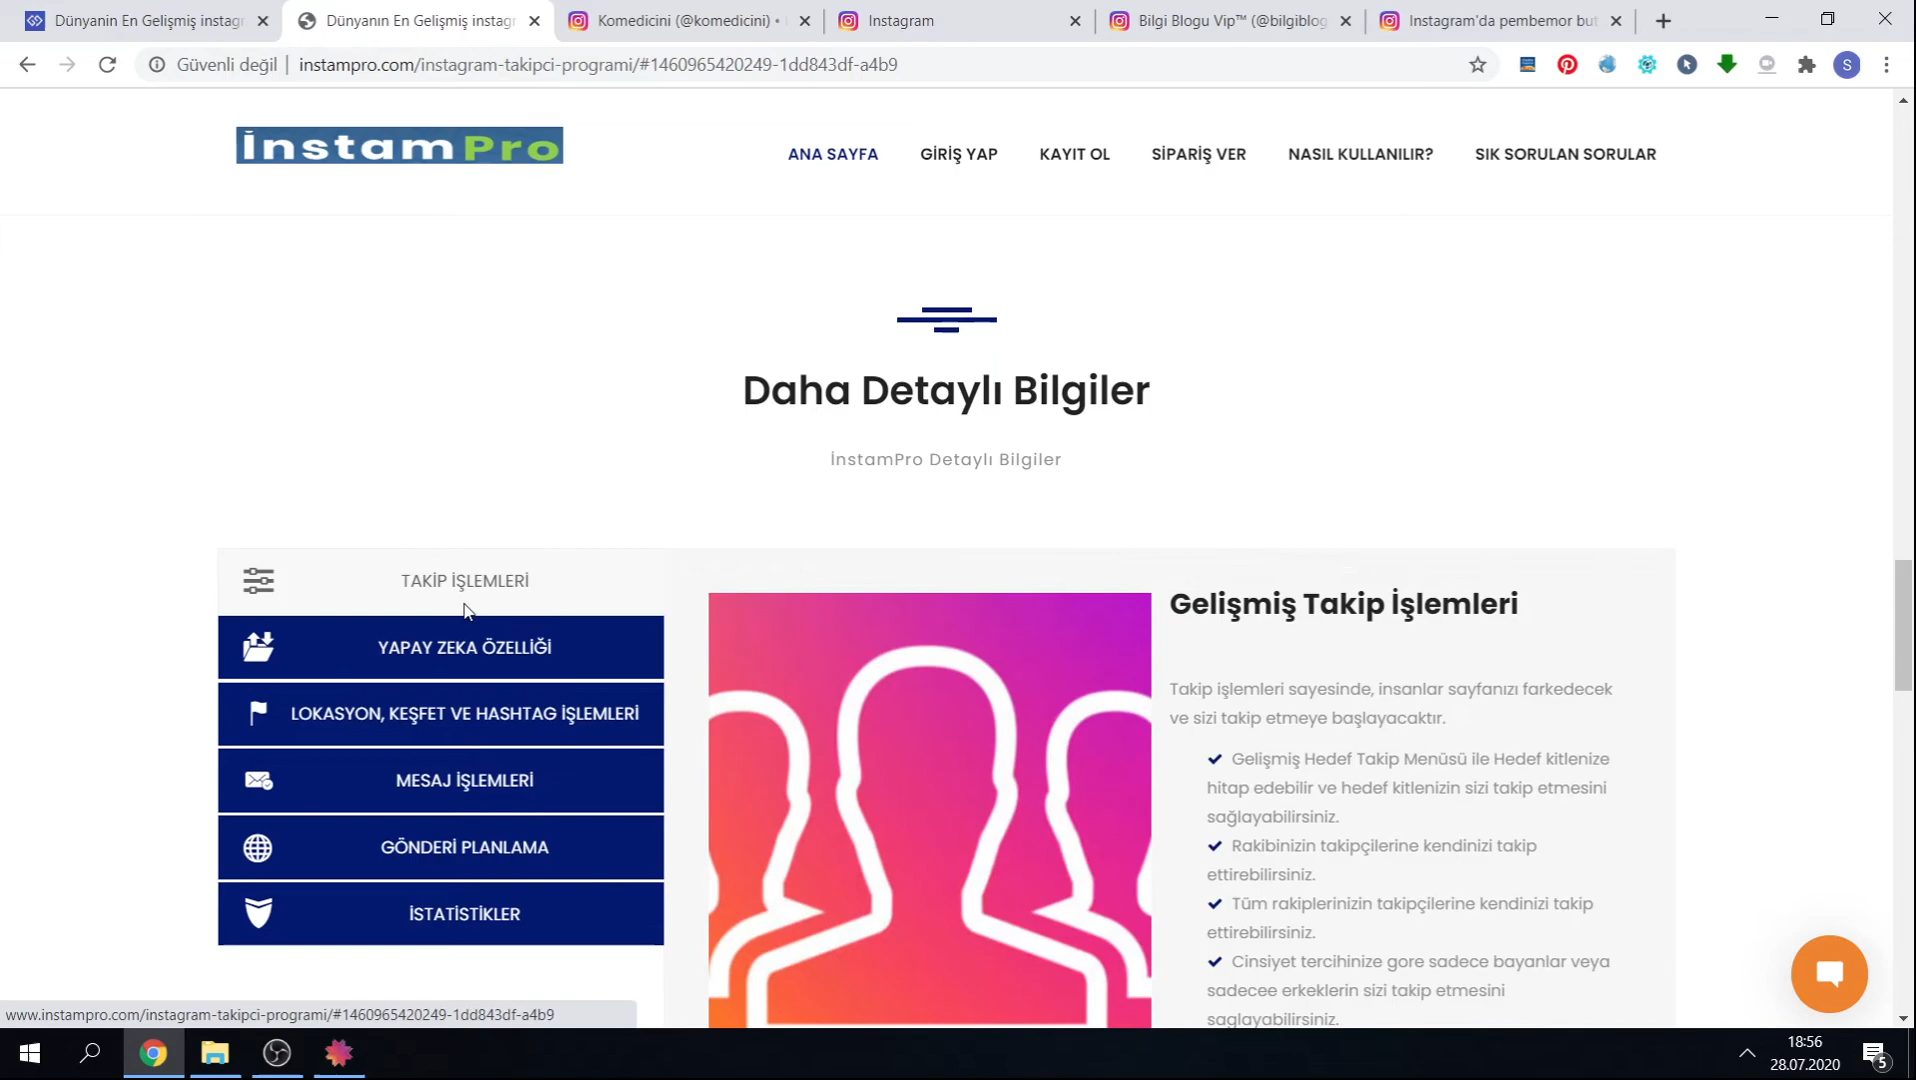 Dünyanın En Gelişmiş instag
Dünyanın En Gelişmiş instagr
Komedicini (@komedicini) •
Instagram
Bilgi Blogu Vip™ (@bilgiblog
Instagram'da pembemor but
Güvenli değil
instampro.com/instagram-takipci-programi/#1460965420249-1dd843df-a4b9
S
İnstamPro
ANA SAYFA
GİRİŞ YAP
KAYIT OL
SİPARİŞ VER
NASIL KULLANILIR?
SIK SORULAN SORULAR
Daha Detaylı Bilgiler
İnstamPro Detaylı Bilgiler
TAKİP İŞLEMLERİ
YAPAY ZEKA ÖZELLİĞİ
LOKASYON, KEŞFET VE HASHTAG İŞLEMLERİ
MESAJ İŞLEMLERİ
GÖNDERİ PLANLAMA
İSTATİSTİKLER
Gelişmiş Takip İşlemleri
Takip işlemleri sayesinde, insanlar sayfanızı farkedecek
ve sizi takip etmeye başlayacaktır.
Gelişmiş Hedef Takip Menüsü ile Hedef kitlenize
hitap edebilir ve hedef kitlenizin sizi takip etmesini
sağlayabilirsiniz.
Rakibinizin takipçilerine kendinizi takip
ettirebilirsiniz.
Tüm rakiplerinizin takipçilerine kendinizi takip
ettirebilirsiniz.
Cinsiyet tercihinize gore sadece bayanlar veya
sadecee erkeklerin sizi takip etmesini
saglayabilirsiniz.
www.instampro.com/instagram-takipci-programi/#1460965420249-1dd843df-a4b9
18:56
28.07.2020
5